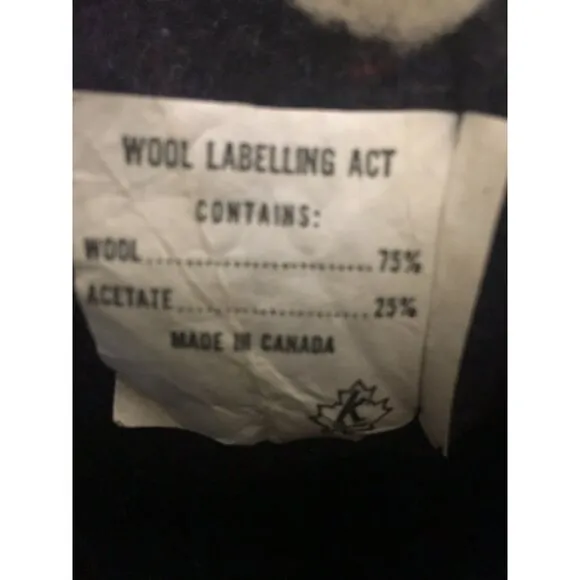 WOOL LABELLING ACT
CONTAINS:
WOOL..............................75%
ACETATE..........................25%
MADE IN CANADA
K